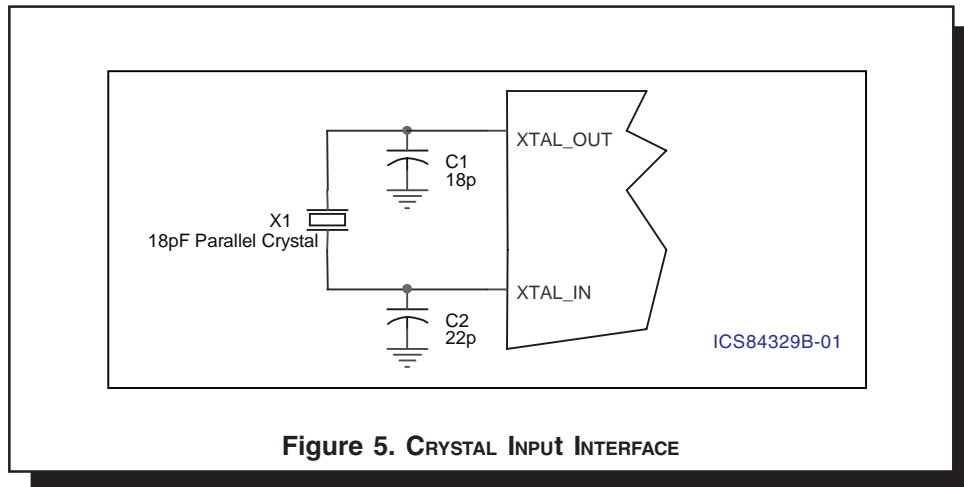 XTAL_OUT
C1
18p
X1
18pF Parallel Crystal
XTAL_IN
C2
22p
ICS84329B-01
Figure 5. CRYSTAL INPUt INTERFACE